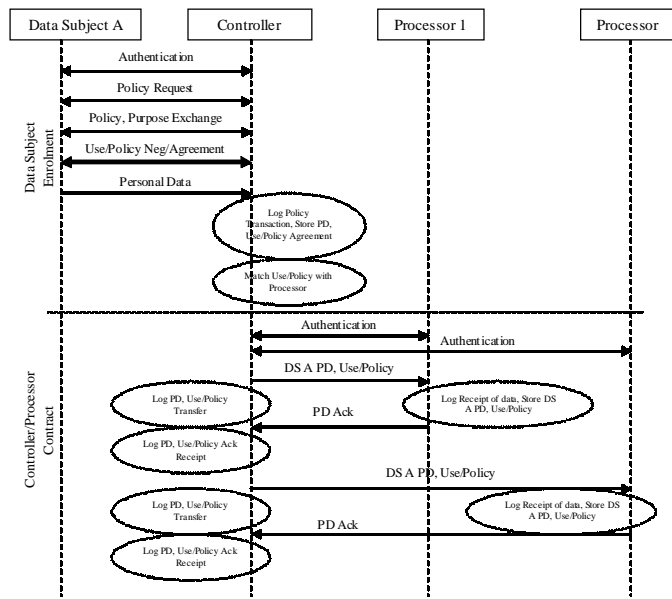 Data Subject A
Controller
Processor 1
Processor
Authentication
Policy Request
Policy, Purpose Exchange
Use/Policy Neg/Agreement
Personal Data
Data Subject
Enrolment
Log Policy
Transaction, Store PD,
Use/Policy Agreement
Match Use/Policy with
Processor
Authentication
Authentication
DS A PD, Use/Policy
Controller/Processor
Contract
Log PD, Use/Policy
Transfer
Log Receipt of data, Store DS
A PD, Use/Policy
PD Ack
Log PD, Use/Policy Ack
Receipt
DS A PD, Use/Policy
Log PD, Use/Policy
Transfer
Log Receipt of data, Store DS
A PD, Use/Policy
PD Ack
Log PD, Use/Policy Ack
Receipt